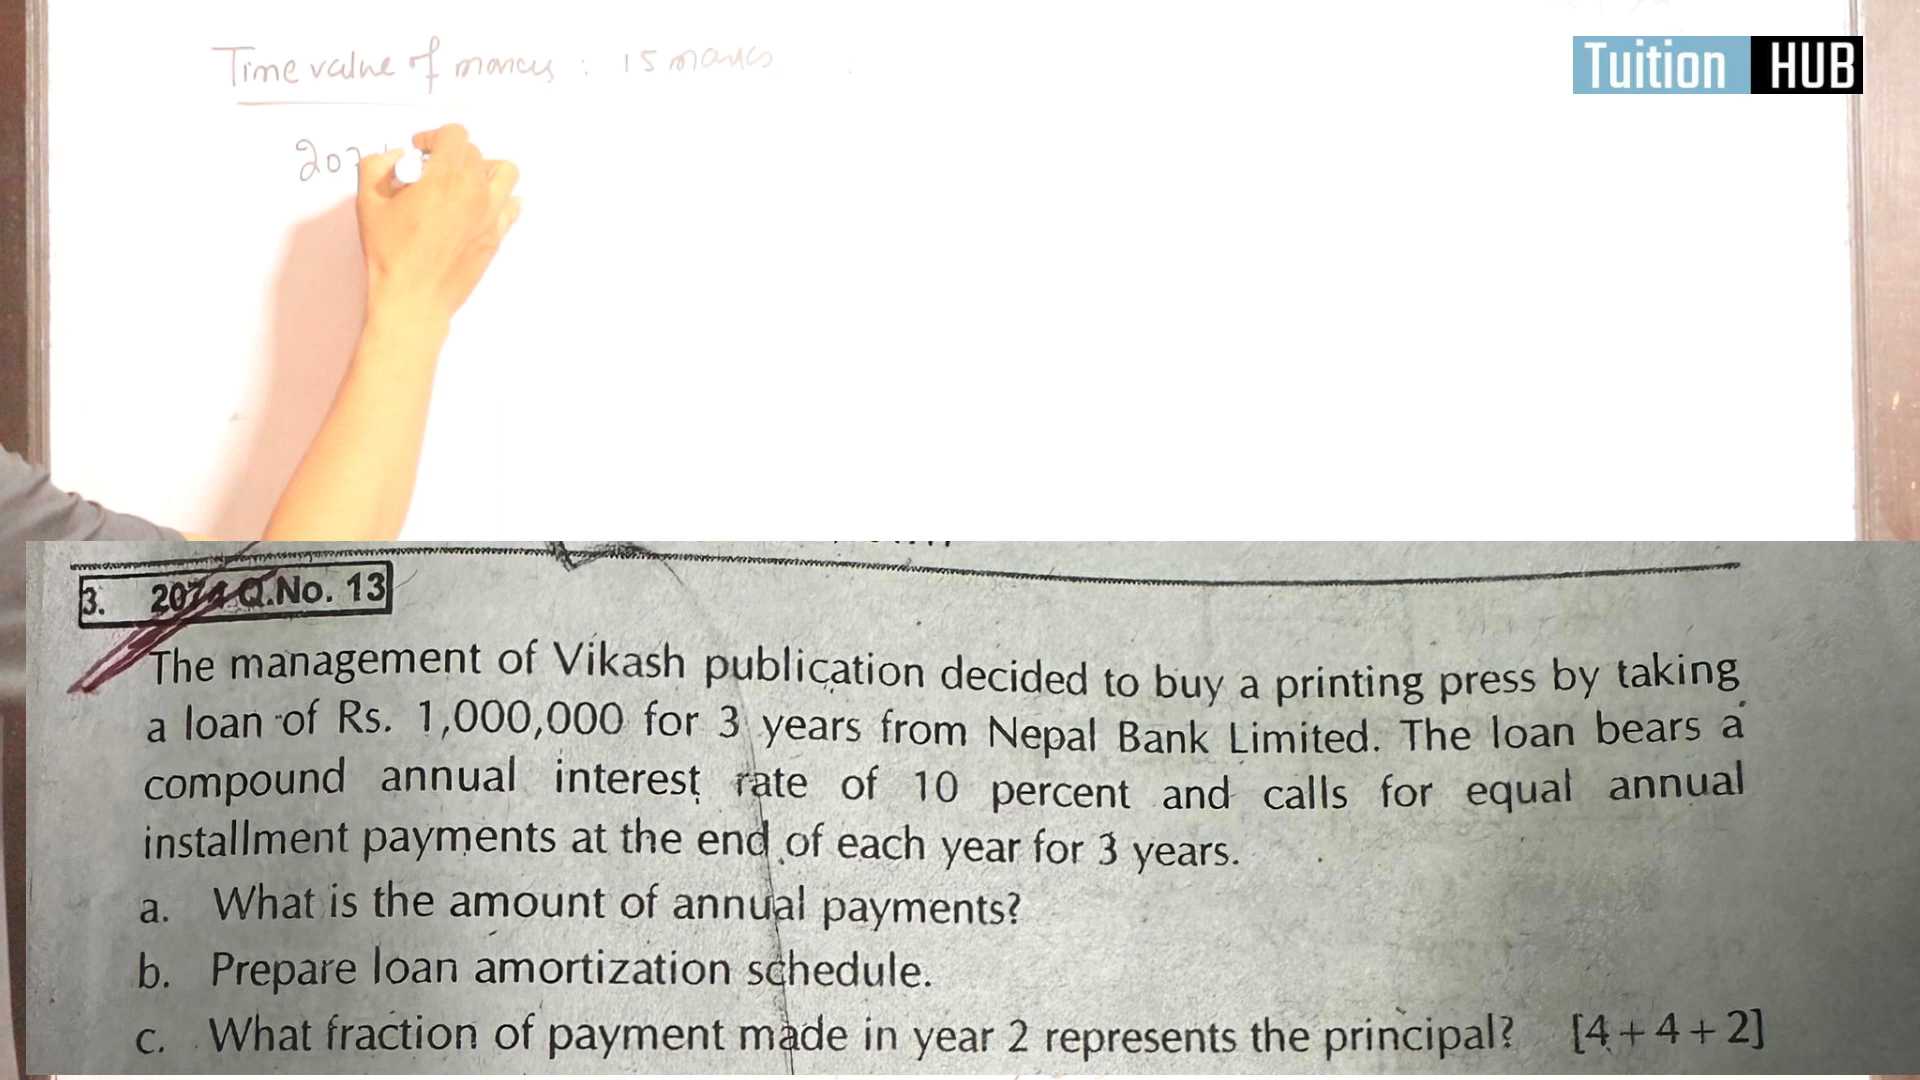 Time value of money : 15 marks
Tuition HUB
207
3. 2074 Q.No. 13
The management of Vikash publication decided to buy a printing press by taking
a loan of Rs. 1,000,000 for 3 years from Nepal Bank Limited. The loan bears a
compound annual interest rate of 10 percent and calls for equal annual
installment payments at the end of each year for 3 years.
a. What is the amount of annual payments?
b. Prepare loan amortization schedule.
c. What fraction of payment made in year 2 represents the principal? [4+4+2]